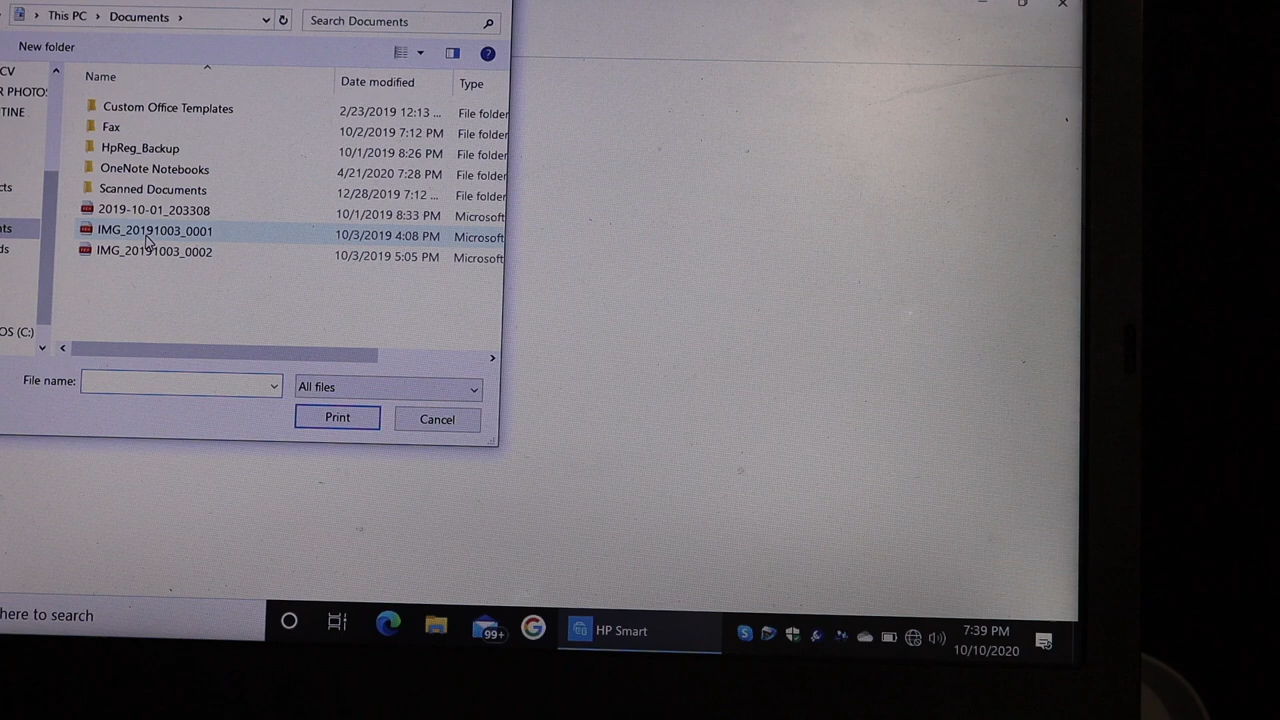 This PC > Documents >
Search Documents
New folder
?
CV
R PHOTO:
TINE
cts
nts
ds
OS (C:)
Name Date modified Type
Custom Office Templates 2/23/2019 12:13 ... File folder
Fax 10/2/2019 7:12 PM File folder
HpReg_Backup 10/1/2019 8:26 PM File folder
OneNote Notebooks 4/21/2020 7:28 PM File folder
Scanned Documents 12/28/2019 7:12 ... File folder
2019-10-01_203308 10/1/2019 8:33 PM Microsoft
IMG_20191003_0001 10/3/2019 4:08 PM Microsoft
IMG_20191003_0002 10/3/2019 5:05 PM Microsoft
File name:
All files
Print Cancel
here to search
99+
G
HP Smart
S
7:39 PM
10/10/2020